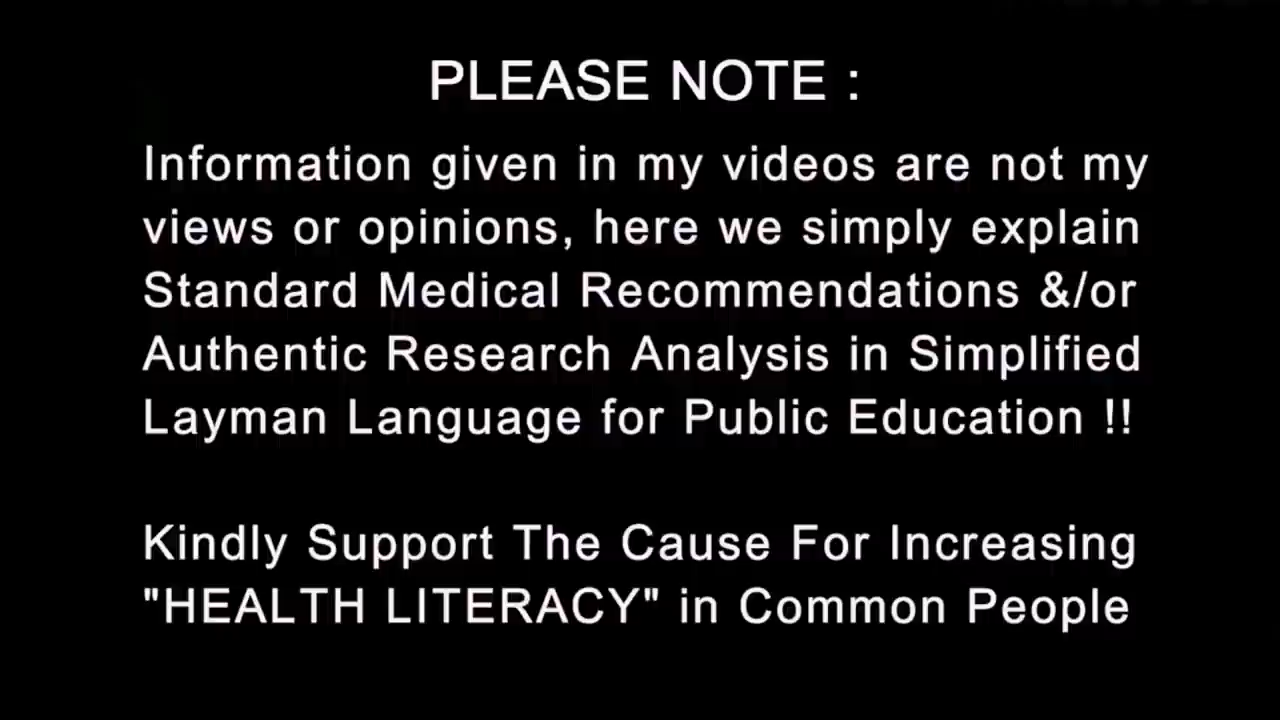 PLEASE NOTE :
Information given in my videos are not my
views or opinions, here we simply explain
Standard Medical Recommendations &/or
Authentic Research Analysis in Simplified
Layman Language for Public Education !!
Kindly Support The Cause For Increasing
"HEALTH LITERACY" in Common People